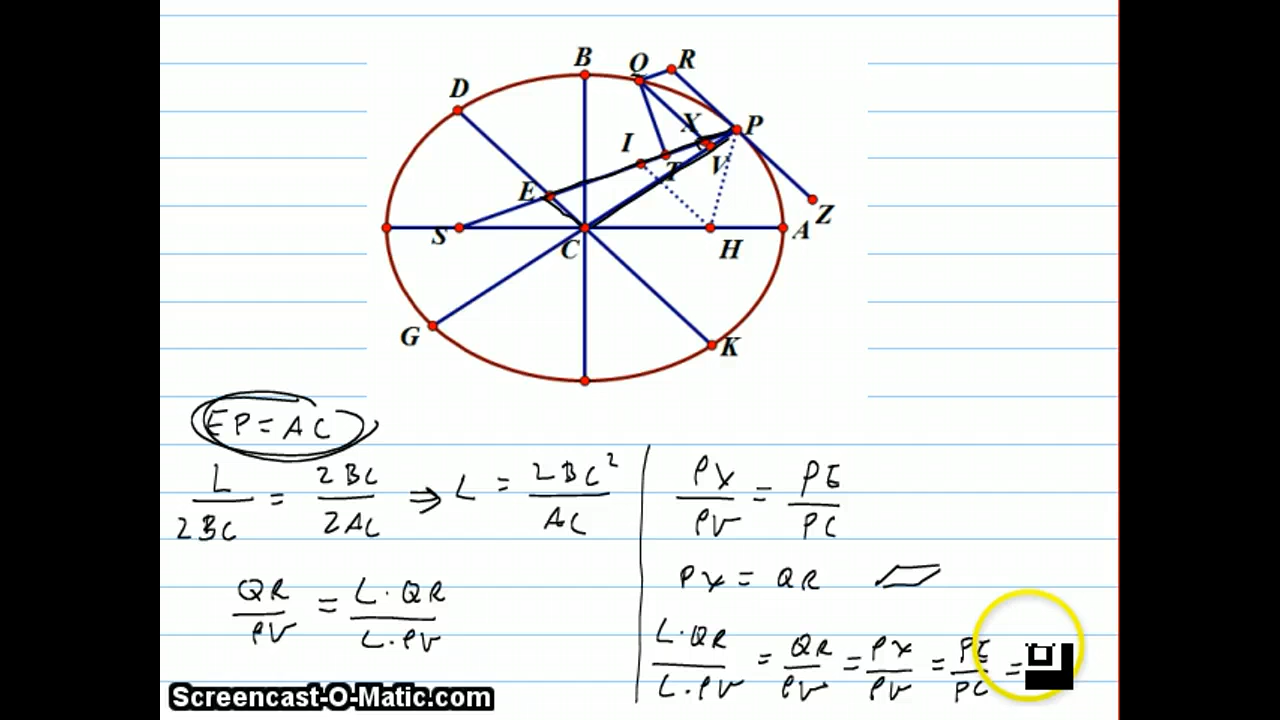 B
Q R
D
X P
I
T V
E
Z
S C H A
G
K
EP = AC
L/2BC = 2BC/2AC ⇒ L = 2BC²/AC
PX/PV = PE/PC
PX = QR ▱
QR/PV = L·QR/L·PV
L·QR/L·PV = QR/PV = PX/PV = PE/PC =
Screencast-O-Matic.com